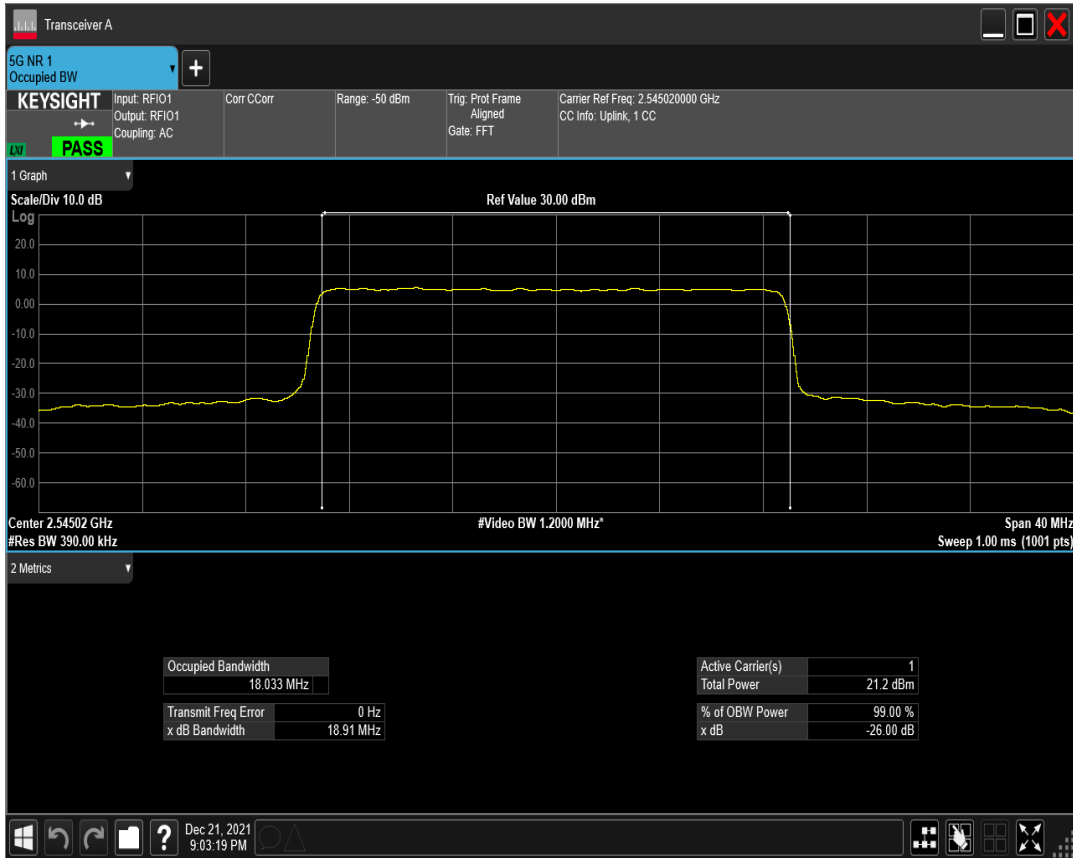 Transceiver A
5G NR 1
Occupied BW
+
KEYSIGHT
LXI
PASS
Input: RFIO1
Output: RFIO1
Coupling: AC
Corr CCorr
Range: -50 dBm
Trig: Prot Frame
Aligned
Gate: FFT
Carrier Ref Freq: 2.545020000 GHz
CC Info: Uplink, 1 CC
1 Graph
Scale/Div 10.0 dB
Ref Value 30.00 dBm
Log
20.0
10.0
0.00
-10.0
-20.0
-30.0
-40.0
-50.0
-60.0
Center 2.54502 GHz
#Video BW 1.2000 MHz*
Span 40 MHz
#Res BW 390.00 kHz
Sweep 1.00 ms (1001 pts)
2 Metrics
Occupied Bandwidth
18.033 MHz
Transmit Freq Error 0 Hz
x dB Bandwidth 18.91 MHz
Active Carrier(s) 1
Total Power 21.2 dBm
% of OBW Power 99.00 %
x dB -26.00 dB
?
Dec 21, 2021
9:03:19 PM